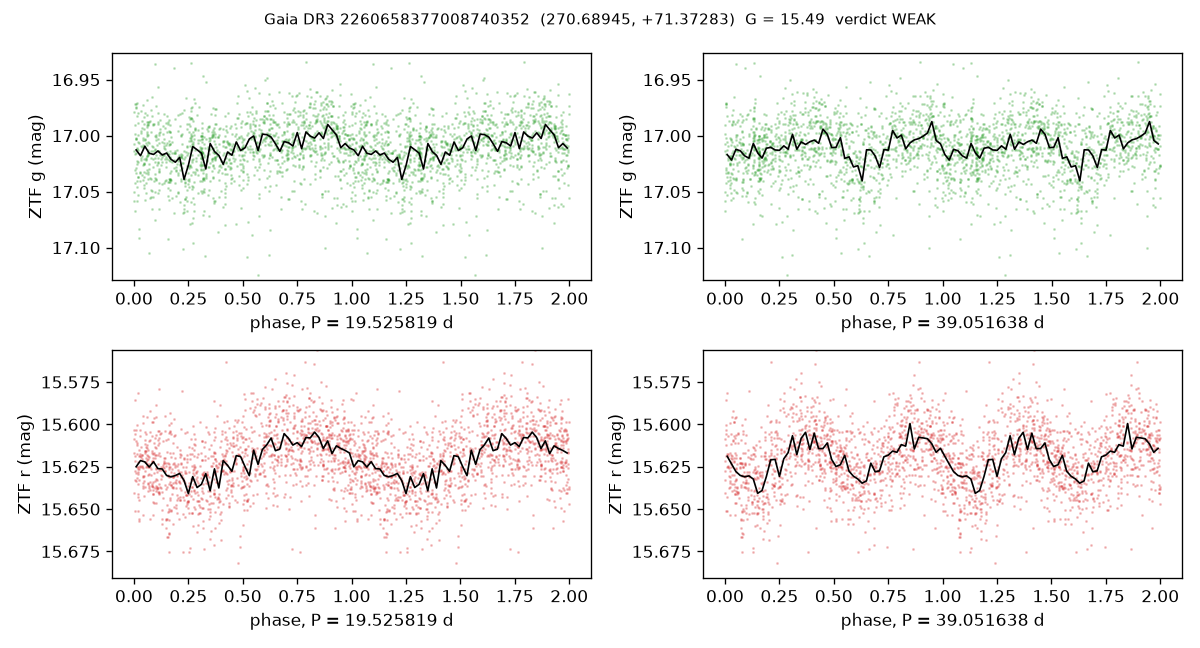 Gaia DR3 2260658377008740352 (270.68945, +71.37283) G = 15.49 verdict WEAK
ZTF g (mag)
16.95
17.00
17.05
17.10
0.00 0.25 0.50 0.75 1.00 1.25 1.50 1.75 2.00
phase, P = 19.525819 d
ZTF g (mag)
16.95
17.00
17.05
17.10
0.00 0.25 0.50 0.75 1.00 1.25 1.50 1.75 2.00
phase, P = 39.051638 d
ZTF r (mag)
15.575
15.600
15.625
15.650
15.675
0.00 0.25 0.50 0.75 1.00 1.25 1.50 1.75 2.00
phase, P = 19.525819 d
ZTF r (mag)
15.575
15.600
15.625
15.650
15.675
0.00 0.25 0.50 0.75 1.00 1.25 1.50 1.75 2.00
phase, P = 39.051638 d